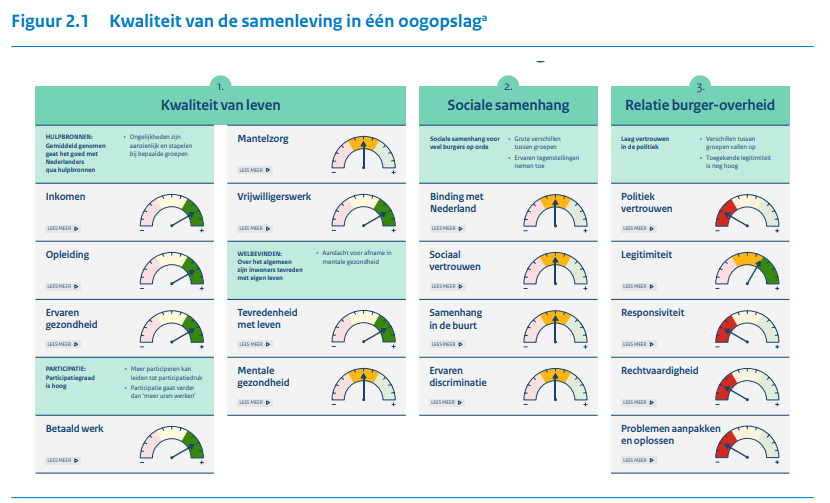 Figuur 2.1 Kwaliteit van de samenleving in één oogopslagᵃ
1.
Kwaliteit van leven
HULPBRONNEN:
Gemiddeld genomen
gaat het goed met
Nederlanders
qua hulpbronnen
• Ongelijkheden zijn
aanzienlijk en stapelen
bij bepaalde groepen
Inkomen
LEES MEER
- +
Opleiding
LEES MEER
- +
Ervaren
gezondheid
LEES MEER
- +
PARTICIPATIE:
Participatiegraad
is hoog
• Meer participeren kan
leiden tot participatiedruk
• Participatie gaat verder
dan 'meer uren werken'
Betaald werk
LEES MEER
- +
Mantelzorg
LEES MEER
- +
Vrijwilligerswerk
LEES MEER
- +
WELBEVINDEN:
Over het algemeen
zijn inwoners tevreden
met eigen leven
• Aandacht voor afname in
mentale gezondheid
Tevredenheid
met leven
LEES MEER
- +
Mentale
gezondheid
LEES MEER
- +
2.
Sociale samenhang
Sociale samenhang voor
veel burgers op orde
• Grote verschillen
tussen groepen
• Ervaren tegenstellingen
nemen toe
Binding met
Nederland
LEES MEER
- +
Sociaal
vertrouwen
LEES MEER
- +
Samenhang
in de buurt
LEES MEER
- +
Ervaren
discriminatie
LEES MEER
- +
3.
Relatie burger-overheid
Laag vertrouwen
in de politiek
• Verschillen tussen
groepen vallen op
• Toegekende legitimiteit
is nog hoog
Politiek
vertrouwen
LEES MEER
- +
Legitimiteit
LEES MEER
- +
Responsiviteit
LEES MEER
- +
Rechtvaardigheid
LEES MEER
- +
Problemen aanpakken
en oplossen
LEES MEER
- +